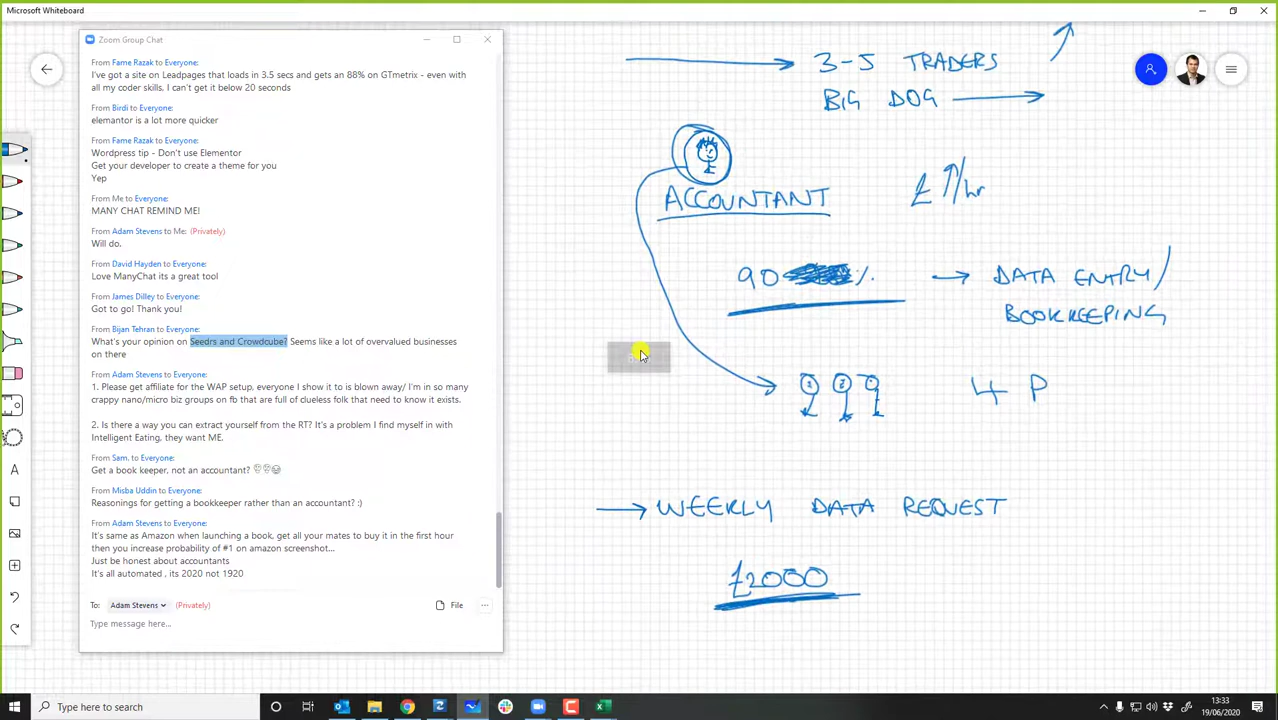 Microsoft Whiteboard
Zoom Group Chat
From Fame Razak to Everyone:
I've got a site on Leadpages that loads in 3.5 secs and gets an 88% on GTmetrix - even with
all my coder skills. I can't get it below 20 seconds
From Birdi to Everyone:
elemantor is a lot more quicker
From Fame Razak to Everyone:
Wordpress tip - Don't use Elementor
Get your developer to create a theme for you
Yep
From Me to Everyone:
MANY CHAT REMIND ME!
From Adam Stevens to Me: (Privately)
Will do.
From David Hayden to Everyone:
Love ManyChat its a great tool
From James Dilley to Everyone:
Got to go! Thank you!
From Bijan Tehran to Everyone:
What's your opinion on Seedrs and Crowdcube? Seems like a lot of overvalued businesses
on there
From Adam Stevens to Everyone:
1. Please get affiliate for the WAP setup, everyone I show it to is blown away/ I'm in so many
crappy nano/micro biz groups on fb that are full of clueless folk that need to know it exists.
2. Is there a way you can extract yourself from the RT? It's a problem I find myself in with
Intelligent Eating, they want ME.
From Sam. to Everyone:
Get a book keeper, not an accountant?
From Misba Uddin to Everyone:
Reasonings for getting a bookkeeper rather than an accountant? :)
From Adam Stevens to Everyone:
It's same as Amazon when launching a book, get all your mates to buy it in the first hour
then you increase probability of #1 on amazon screenshot...
Just be honest about accountants
It's all automated , its 2020 not 1920
To: Adam Stevens (Privately) File
Type message here...
3-5 TRADERS
BIG DOG
ACCOUNTANT £ /hr
90 % → DATA ENTRY/
BOOKKEEPING
4 P
→ WEEKLY DATA REQUEST
£2000
Type here to search
13:33
19/06/2020